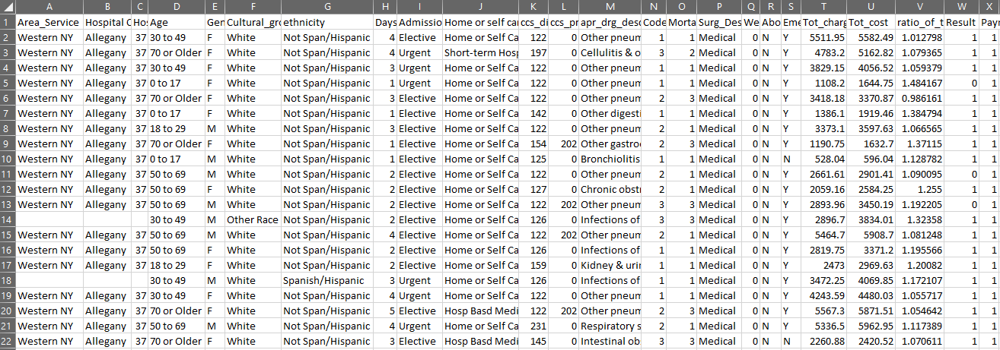 A B C D E F G H I J K L M N O P Q R S T U V W X
1 Area_Service Hospital C Hos Age Gen Cultural_gro ethnicity Days Admissio Home or self car ccs_di ccs_pr apr_drg_desc Code Morta Surg_Des We Abo Eme Tot_charg Tot_cost ratio_of_t Result Payr
2 Western NY Allegany 37 30 to 49 F White Not Span/Hispanic 4 Elective Home or Self Ca 122 0 Other pneum 1 1 Medical 0 N Y 5511.95 5582.49 1.012798 1 1
3 Western NY Allegany 37 70 or Older F White Not Span/Hispanic 4 Urgent Short-term Hosp 197 0 Cellulitis & o 3 2 Medical 0 N Y 4783.2 5162.82 1.079365 1 1
4 Western NY Allegany 37 30 to 49 F White Not Span/Hispanic 3 Urgent Home or Self Ca 122 0 Other pneum 1 1 Medical 0 N Y 3829.15 4056.52 1.059379 1 1
5 Western NY Allegany 37 0 to 17 F White Not Span/Hispanic 1 Urgent Home or Self Ca 122 0 Other pneum 1 1 Medical 0 N Y 1108.2 1644.75 1.484167 0 1
6 Western NY Allegany 37 70 or Older F White Not Span/Hispanic 3 Elective Home or Self Ca 122 0 Other pneum 2 3 Medical 0 N Y 3418.18 3370.87 0.986161 1 1
7 Western NY Allegany 37 0 to 17 F White Not Span/Hispanic 1 Elective Home or Self Ca 142 0 Other digesti 1 1 Medical 0 N Y 1386.1 1919.46 1.384794 1 1
8 Western NY Allegany 37 18 to 29 M White Not Span/Hispanic 3 Elective Home or Self Ca 122 0 Other pneum 2 1 Medical 0 N Y 3373.1 3597.63 1.066565 1 1
9 Western NY Allegany 37 70 or Older F White Not Span/Hispanic 1 Elective Home or Self Ca 154 202 Other gastro 2 3 Medical 0 N Y 1190.75 1632.7 1.37115 1 1
10 Western NY Allegany 37 0 to 17 M White Not Span/Hispanic 1 Elective Home or Self Ca 125 0 Bronchiolitis 1 1 Medical 0 N N 528.04 596.04 1.128782 1 1
11 Western NY Allegany 37 50 to 69 M White Not Span/Hispanic 2 Elective Home or Self Ca 122 0 Other pneum 2 1 Medical 0 N Y 2661.61 2901.41 1.090095 0 1
12 Western NY Allegany 37 50 to 69 F White Not Span/Hispanic 2 Elective Home or Self Ca 127 0 Chronic obstr 2 1 Medical 0 N Y 2059.16 2584.25 1.255 1 1
13 Western NY Allegany 37 50 to 69 M White Not Span/Hispanic 2 Elective Home or Self Ca 122 202 Other pneum 3 3 Medical 0 N Y 2893.96 3450.19 1.192205 0 1
14 30 to 49 M Other Race Not Span/Hispanic 2 Elective Home or Self Ca 126 0 Infections of 3 3 Medical 0 N Y 2896.7 3834.01 1.32358 1 1
15 Western NY Allegany 37 50 to 69 M White Not Span/Hispanic 4 Elective Home or Self Ca 122 202 Other pneum 2 1 Medical 0 N Y 5464.7 5908.7 1.081248 1 1
16 Western NY Allegany 37 50 to 69 F White Not Span/Hispanic 2 Elective Home or Self Ca 126 0 Infections of 1 1 Medical 0 N Y 2819.75 3371.2 1.195566 1 1
17 Western NY Allegany 37 18 to 29 F White Not Span/Hispanic 2 Elective Home or Self Ca 159 0 Kidney & urin 1 1 Medical 0 N Y 2473 2969.63 1.20082 1 1
18 30 to 49 M White Spanish/Hispanic 3 Urgent Home or Self Ca 126 0 Infections of 1 1 Medical 0 N Y 3472.25 4069.85 1.172107 1 1
19 Western NY Allegany 37 30 to 49 F White Not Span/Hispanic 4 Urgent Home or Self Ca 122 0 Other pneum 1 1 Medical 0 N Y 4243.59 4480.03 1.055717 1 1
20 Western NY Allegany 37 70 or Older F White Not Span/Hispanic 5 Elective Hosp Basd Medi 122 202 Other pneum 2 3 Medical 0 N Y 5567.3 5871.51 1.054642 1 1
21 Western NY Allegany 37 50 to 69 M White Not Span/Hispanic 4 Urgent Home or Self Ca 231 0 Respiratory s 2 1 Medical 0 N Y 5336.5 5962.95 1.117389 1 1
22 Western NY Allegany 37 70 or Older F White Not Span/Hispanic 3 Elective Hosp Basd Medi 145 0 Intestinal ob 3 3 Medical 0 N N 2260.88 2420.52 1.070611 1 1